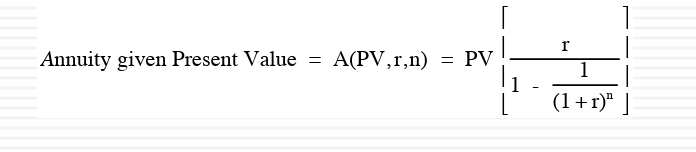 Annuity given Present Value = A(PV,r,n) = PV [ r / (1 - 1 / (1 + r)ⁿ) ]